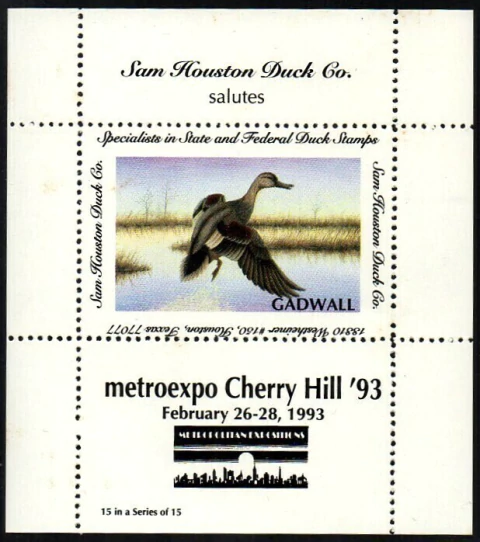 Sam Houston Duck Co.
salutes
Specialists in State and Federal Duck Stamps
Sam Houston Duck Co.
Sam Houston Duck Co.
GADWALL
13310 Westheimer #150, Houston, Texas 77077
metroexpo Cherry Hill '93
February 26-28, 1993
METROPOLITAN EXPOSITIONS
15 in a Series of 15